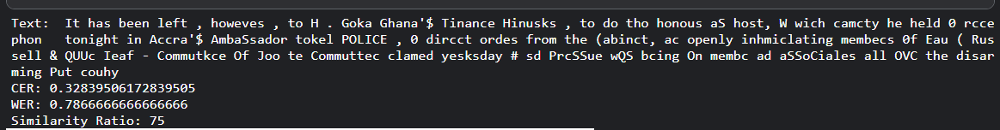 Text:  It has been left , howeves , to H . Goka Ghana'$ Tinance Hinusks , to do tho honous aS host, W wich camcty he held 0 rcce
phon   tonight in Accra'$ AmbaSsador tokel POLICE , 0 dircct ordes from the (abinct, ac openly inhmiclating membecs 0f Eau ( Rus
sell & QUUc Ieaf - Commutkce Of Joo te Committec clamed yesksday # sd PrcSSue wQS bcing On membc ad aSSoCiales all OVC the disar
ming Put couhy
CER: 0.32839506172839505
WER: 0.7866666666666666
Similarity Ratio: 75